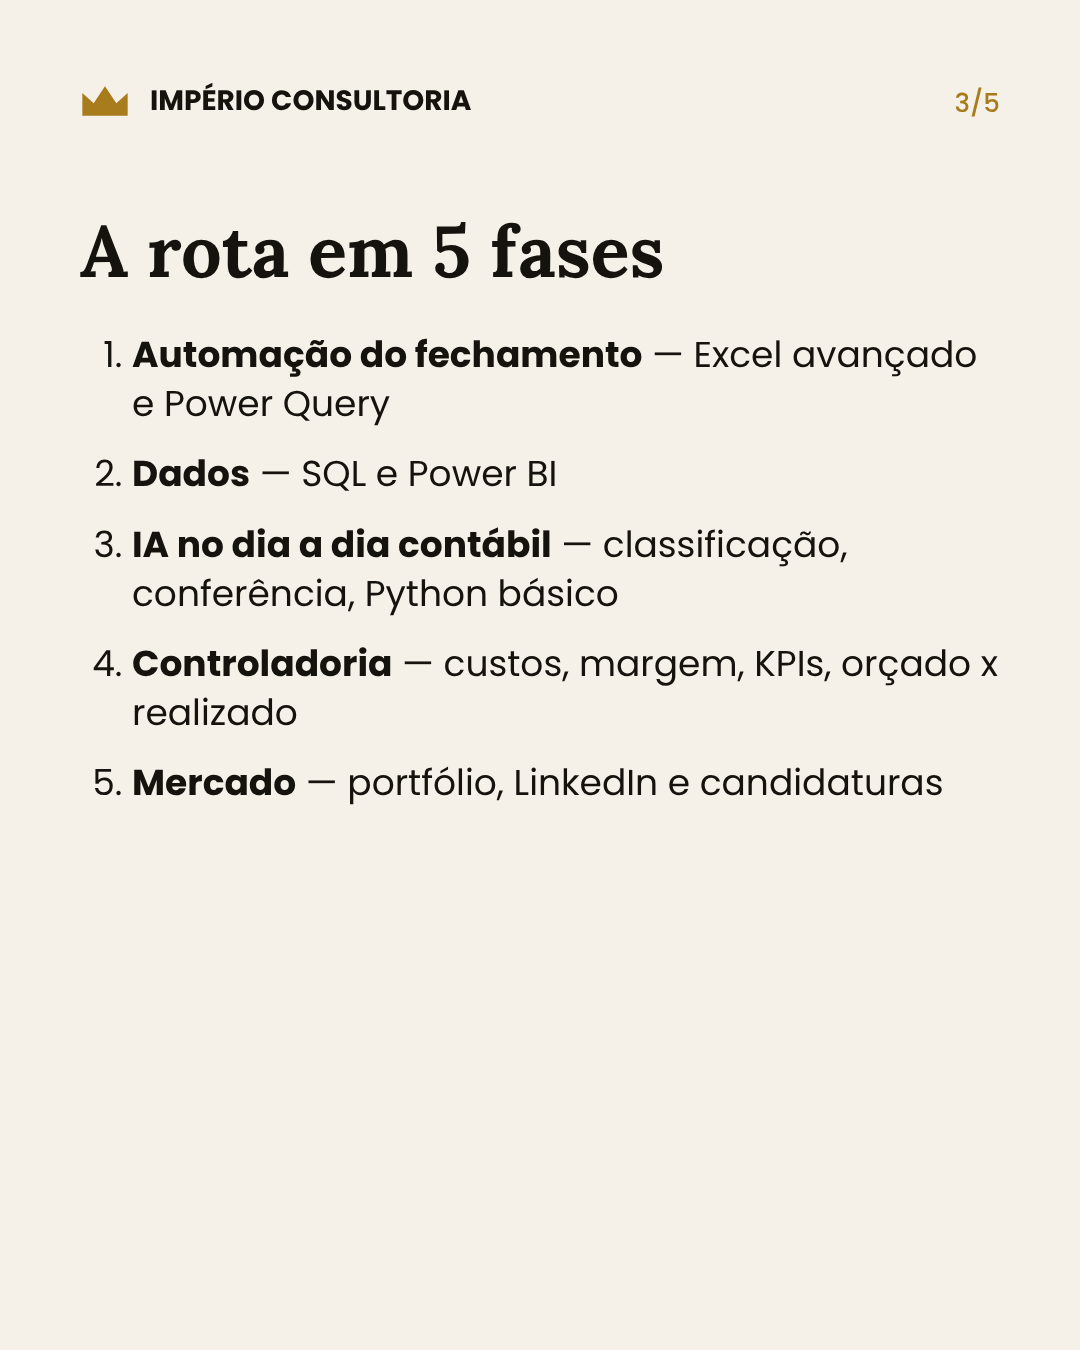 IMPÉRIO CONSULTORIA
3/5
A rota em 5 fases
1. Automação do fechamento — Excel avançado
e Power Query
2. Dados — SQL e Power BI
3. IA no dia a dia contábil — classificação,
conferência, Python básico
4. Controladoria — custos, margem, KPIs, orçado x
realizado
5. Mercado — portfólio, LinkedIn e candidaturas